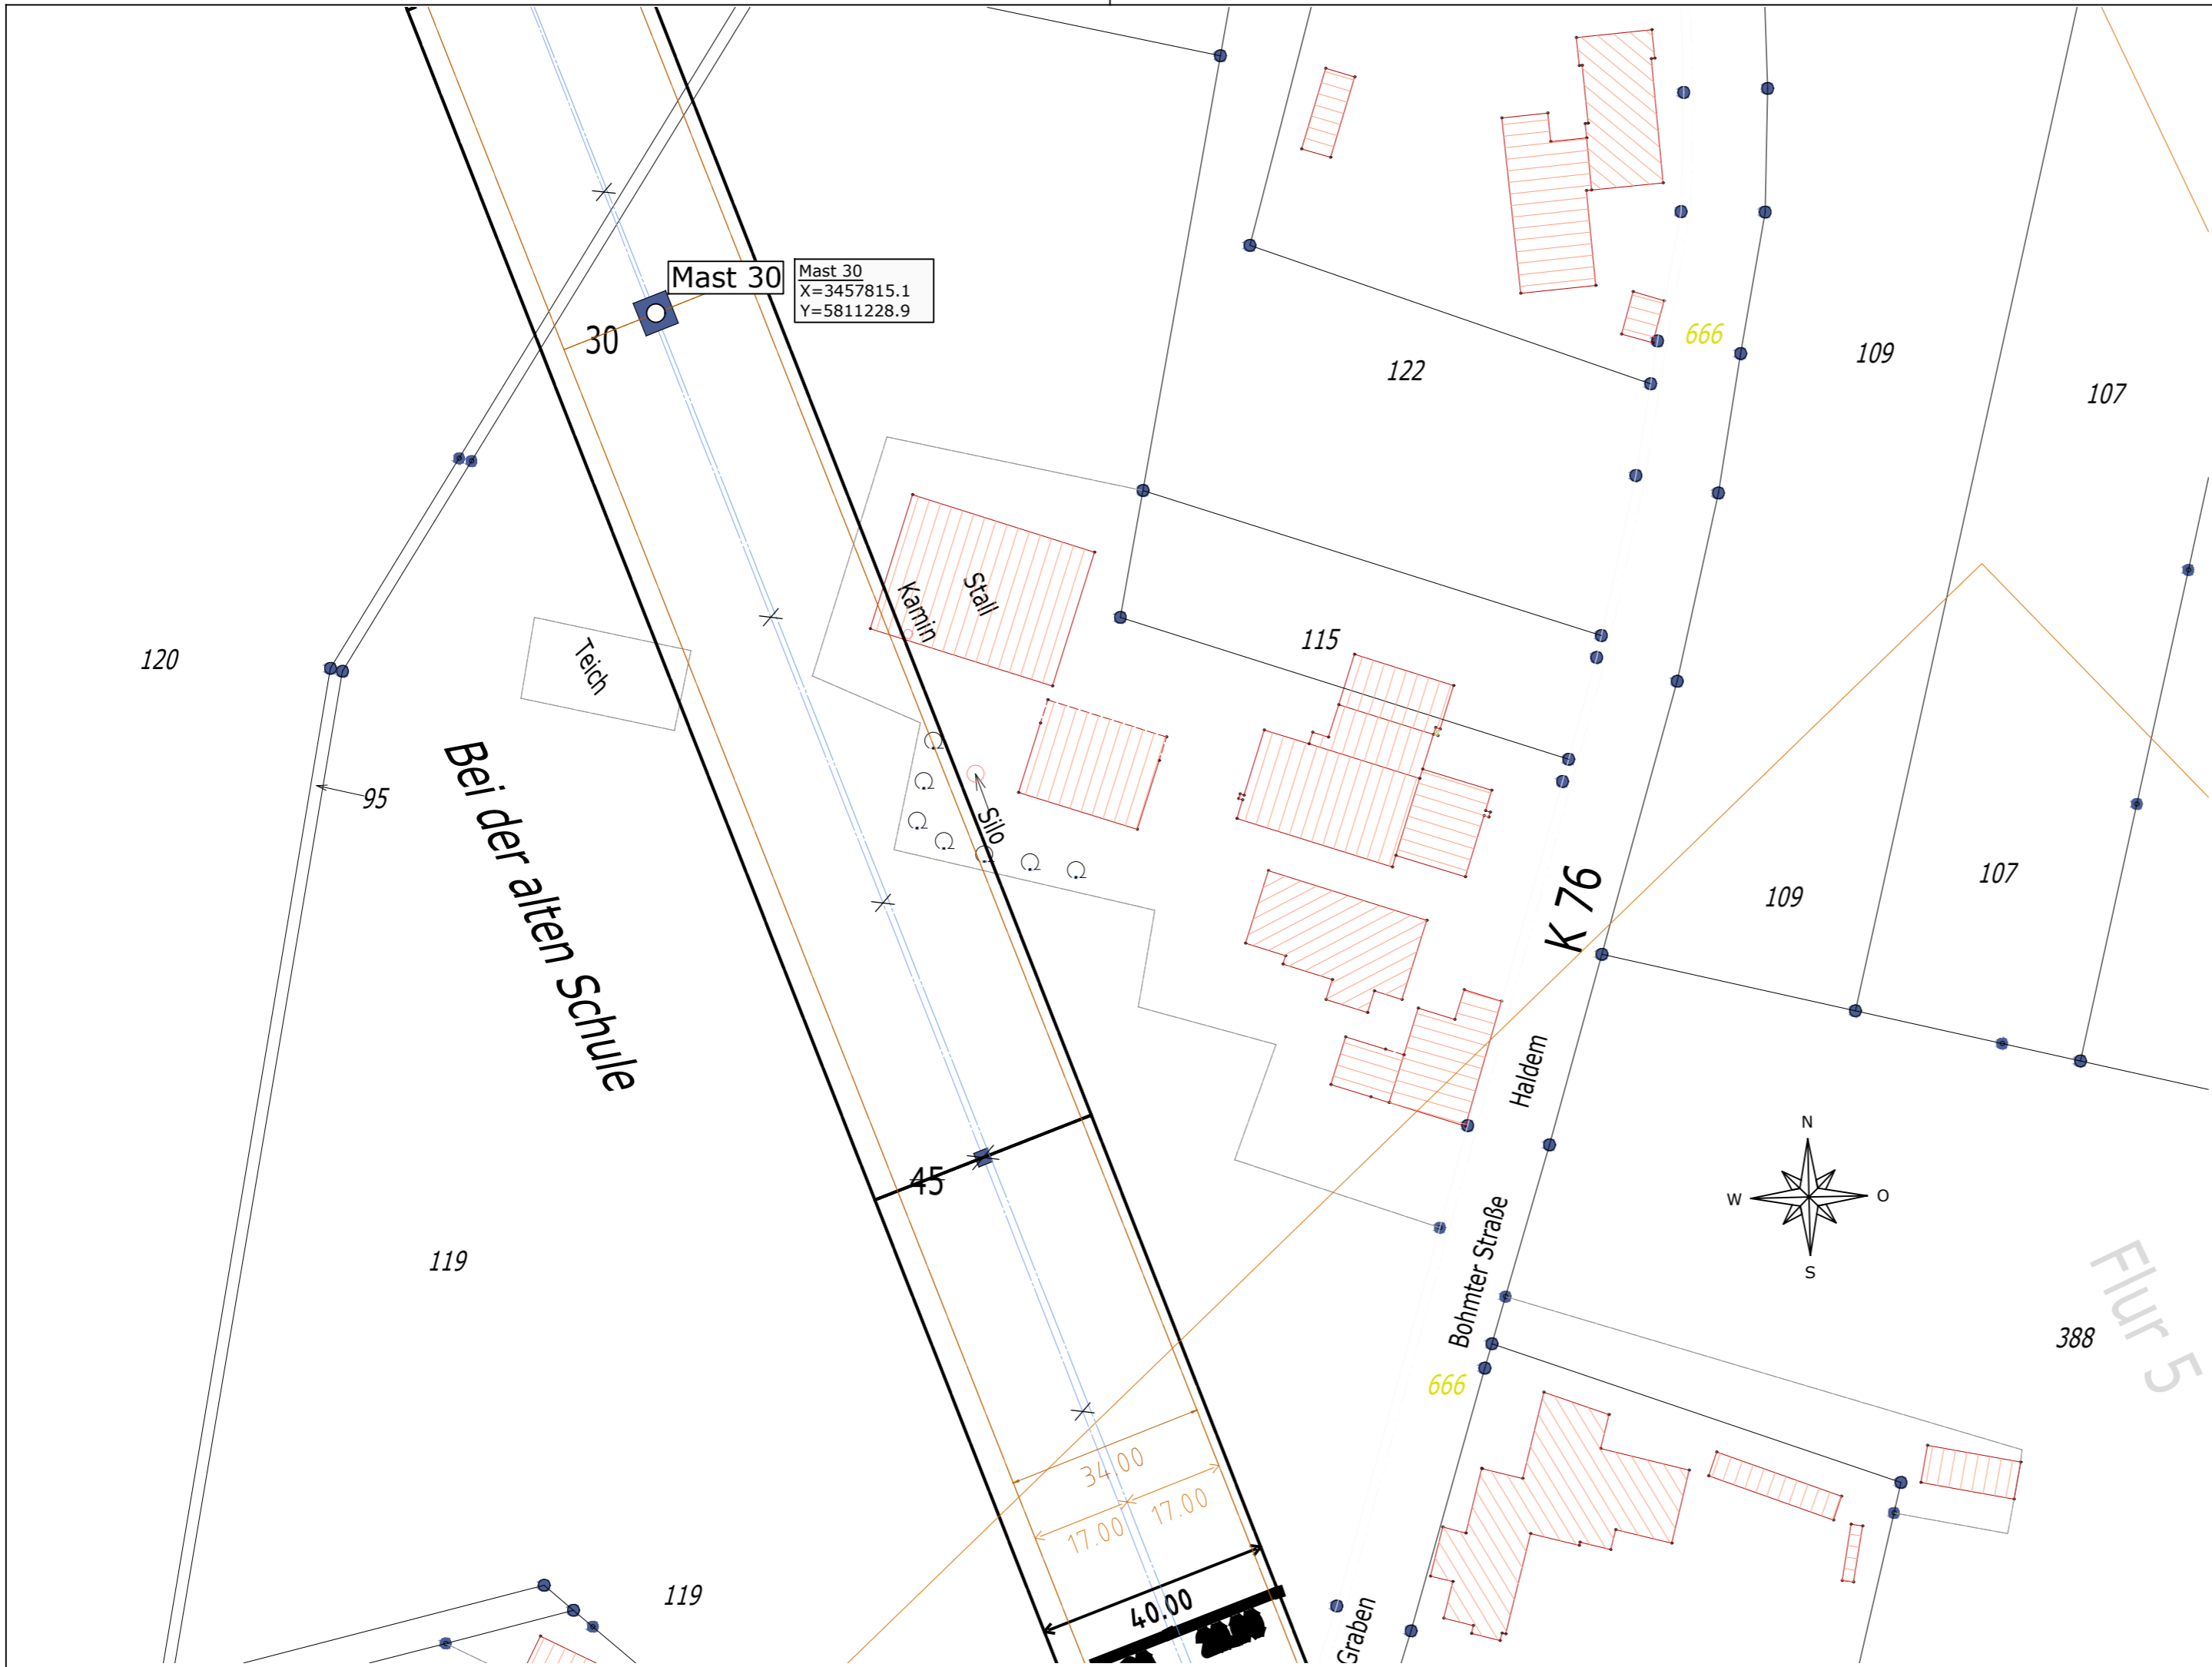 Mast 30
Mast 30
X=3457815.1
Y=5811228.9
30
666
109
122
107
Stall
Kamin
115
120
Teich
95
Bei der alten Schule
Silo
K 76
107
109
Haldem
N
W
O
S
45
Bohmter Straße
119
Flur 5
388
666
34.00
17.00
17.00
40.00
119
Graben